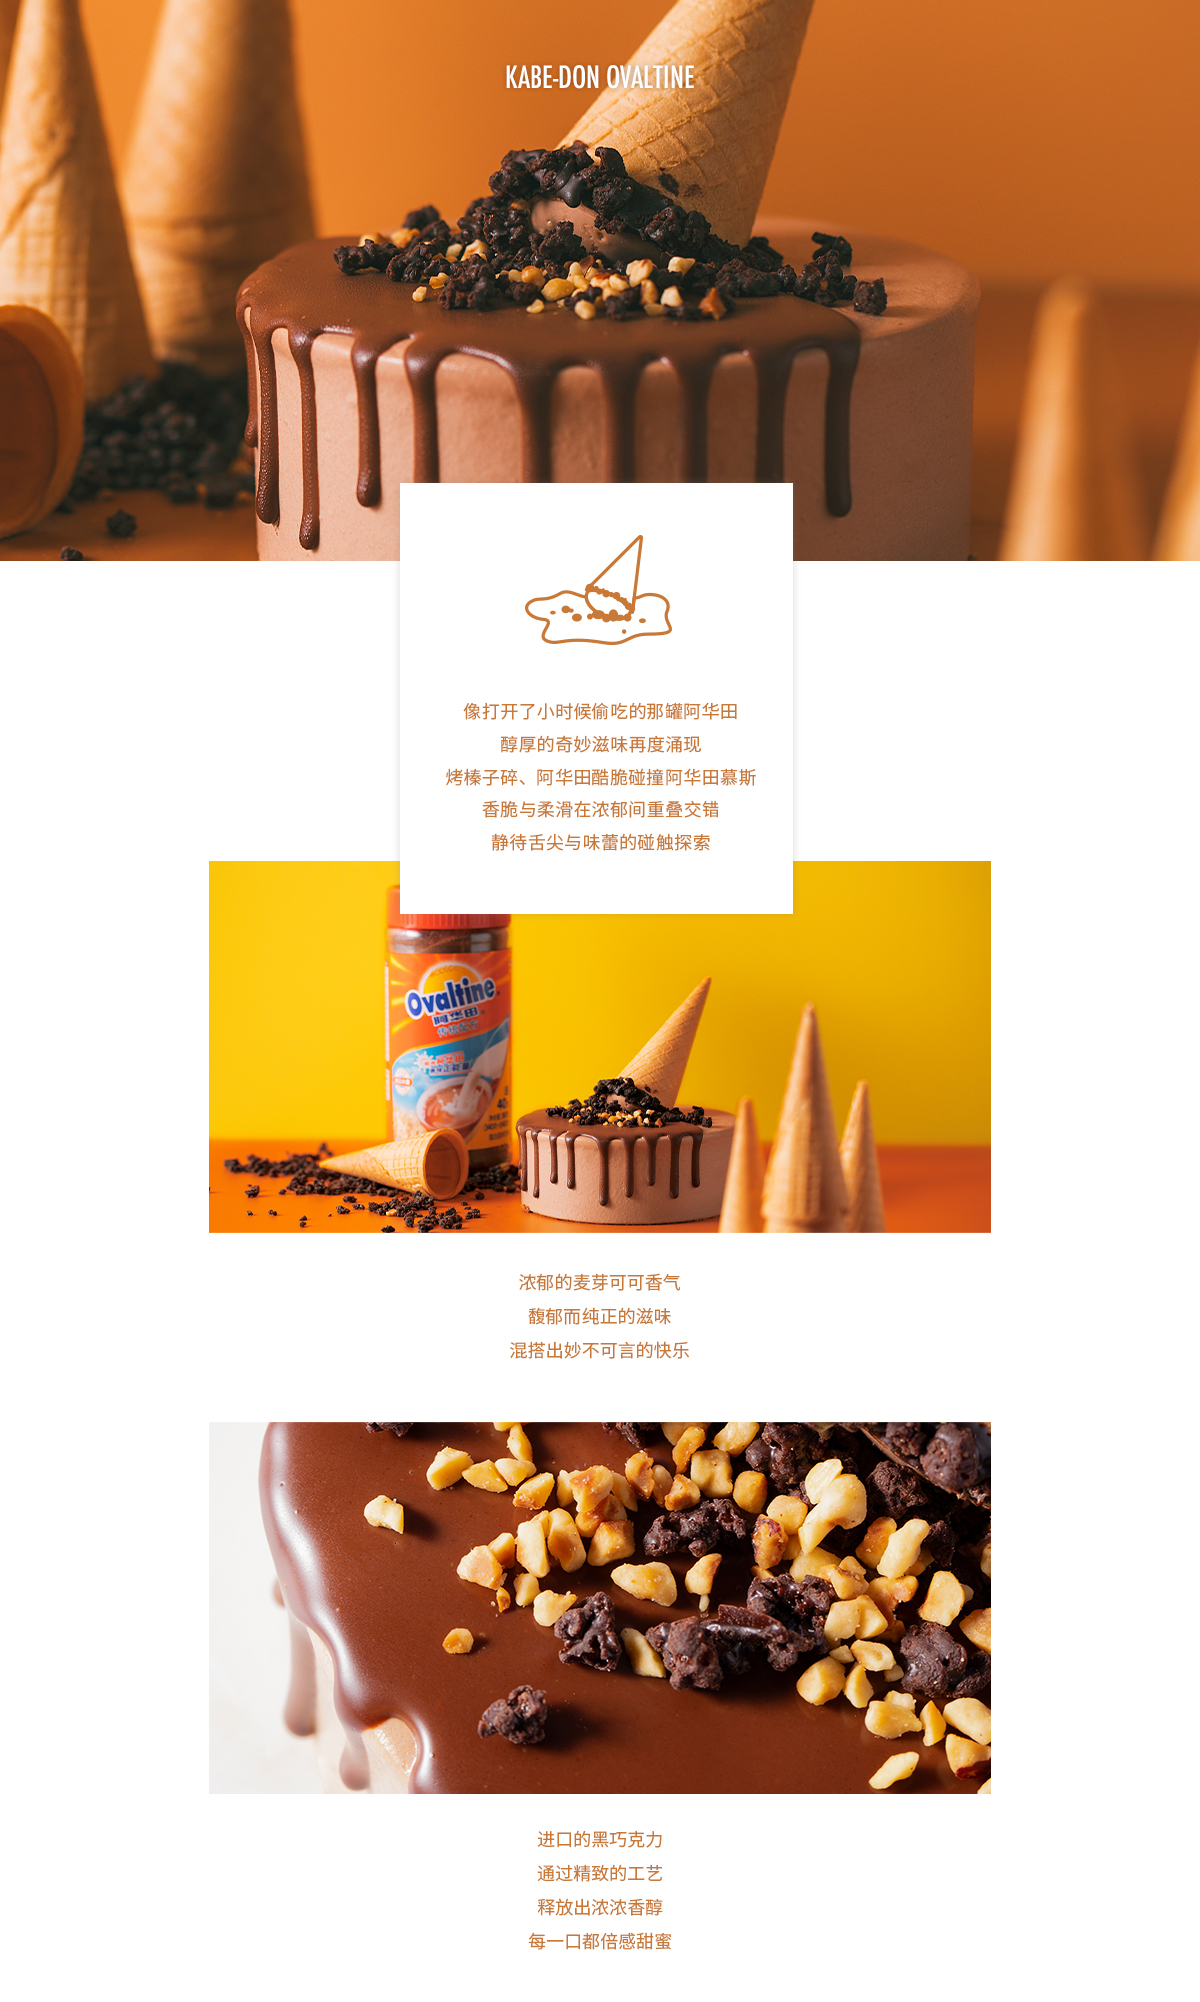 KABE-DON OVALTINE
像打开了小时候偷吃的那罐阿华田
醇厚的奇妙滋味再度涌现
烤榛子碎、阿华田酷脆碰撞阿华田慕斯
香脆与柔滑在浓郁间重叠交错
静待舌尖与味蕾的碰触探索
Ovaltine
阿华田
浓郁的麦芽可可香气
馥郁而纯正的滋味
混搭出妙不可言的快乐
进口的黑巧克力
通过精致的工艺
释放出浓浓香醇
每一口都倍感甜蜜